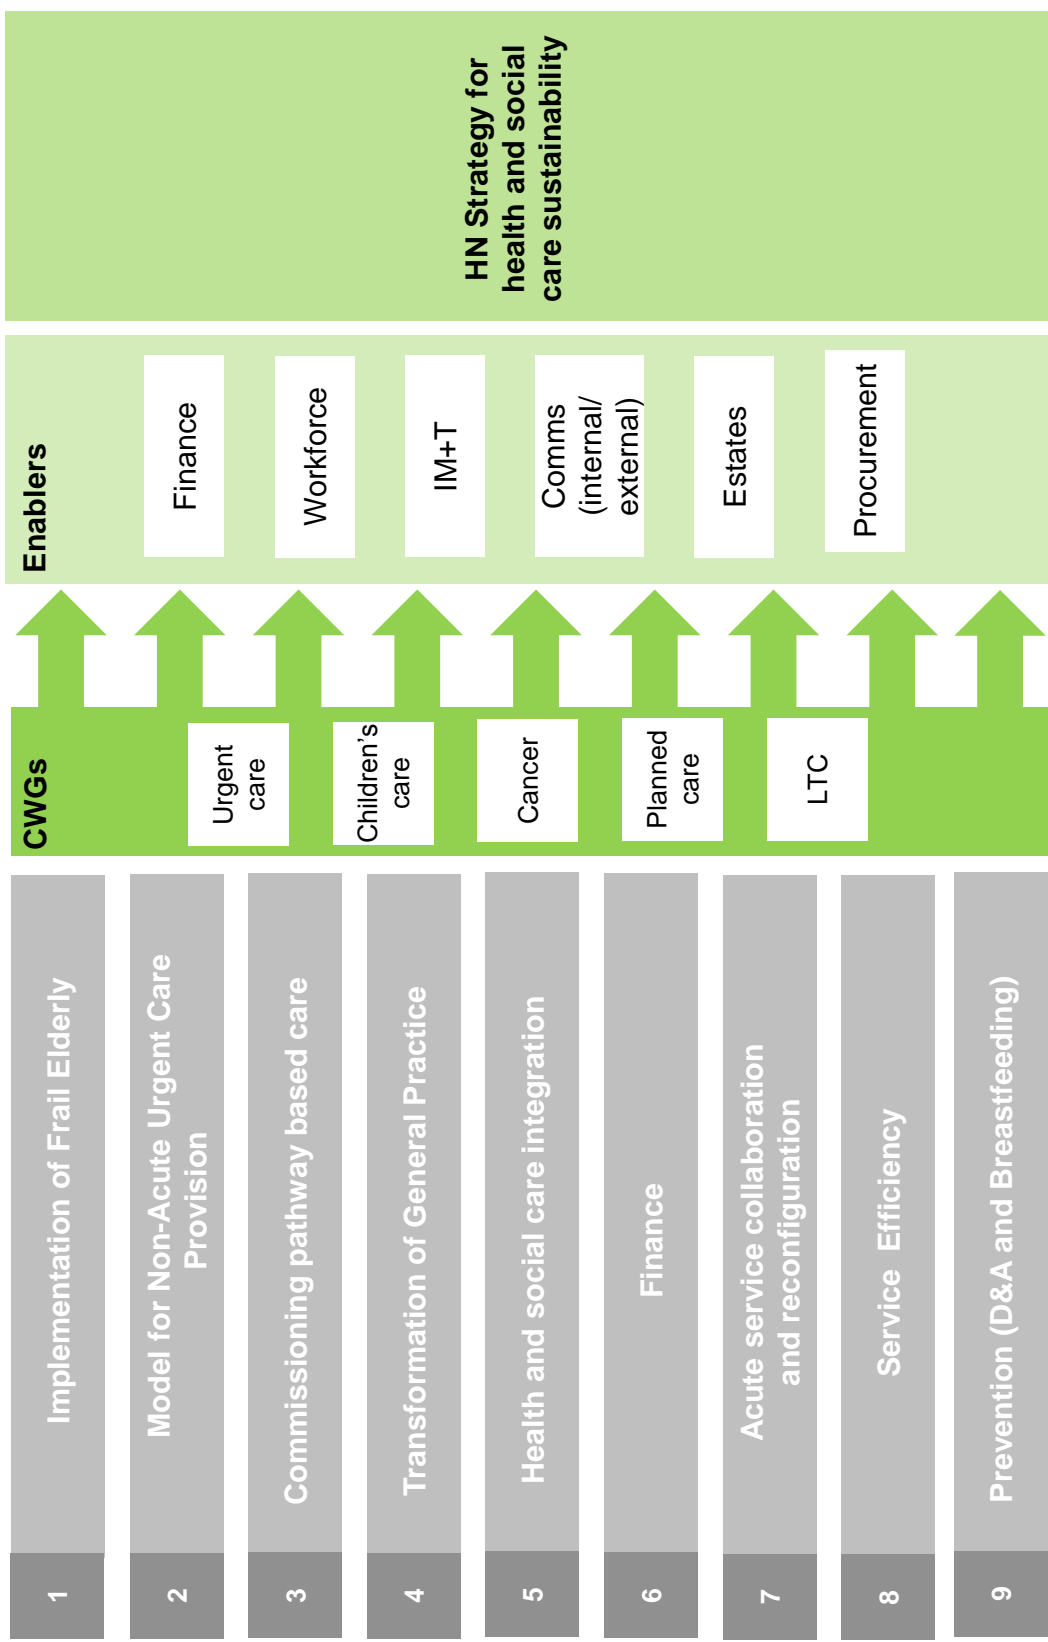 1
Implementation of Frail Elderly
2
Model for Non-Acute Urgent Care
Provision
3
Commissioning pathway based care
4
Transformation of General Practice
5
Health and social care integration
6
Finance
7
Acute service collaboration
and reconfiguration
8
Service Efficiency
9
Prevention (D&A and Breastfeeding)
CWGs
Urgent
care
Children’s
care
Cancer
Planned
care
LTC
Enablers
Finance
Workforce
IM+T
Comms
(internal/
external)
Estates
Procurement
HN Strategy for
health and social
care sustainability